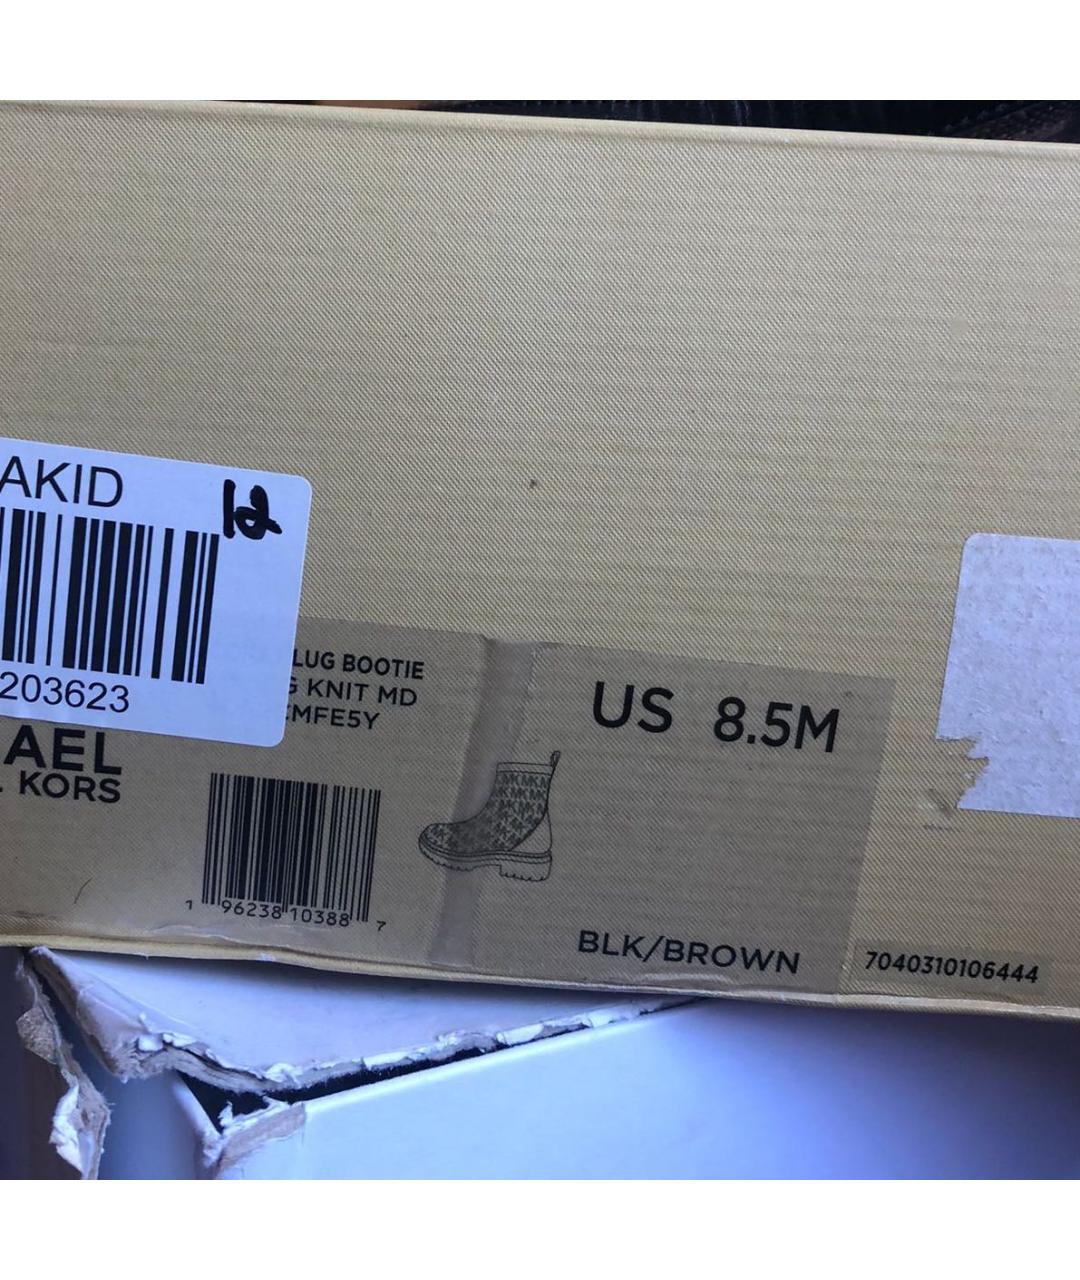 AKID
12
203623
LUG BOOTIE
G KNIT MD
MFE5Y
AEL
KORS
US 8.5M
1 96238 10388 7
BLK/BROWN
7040310106444